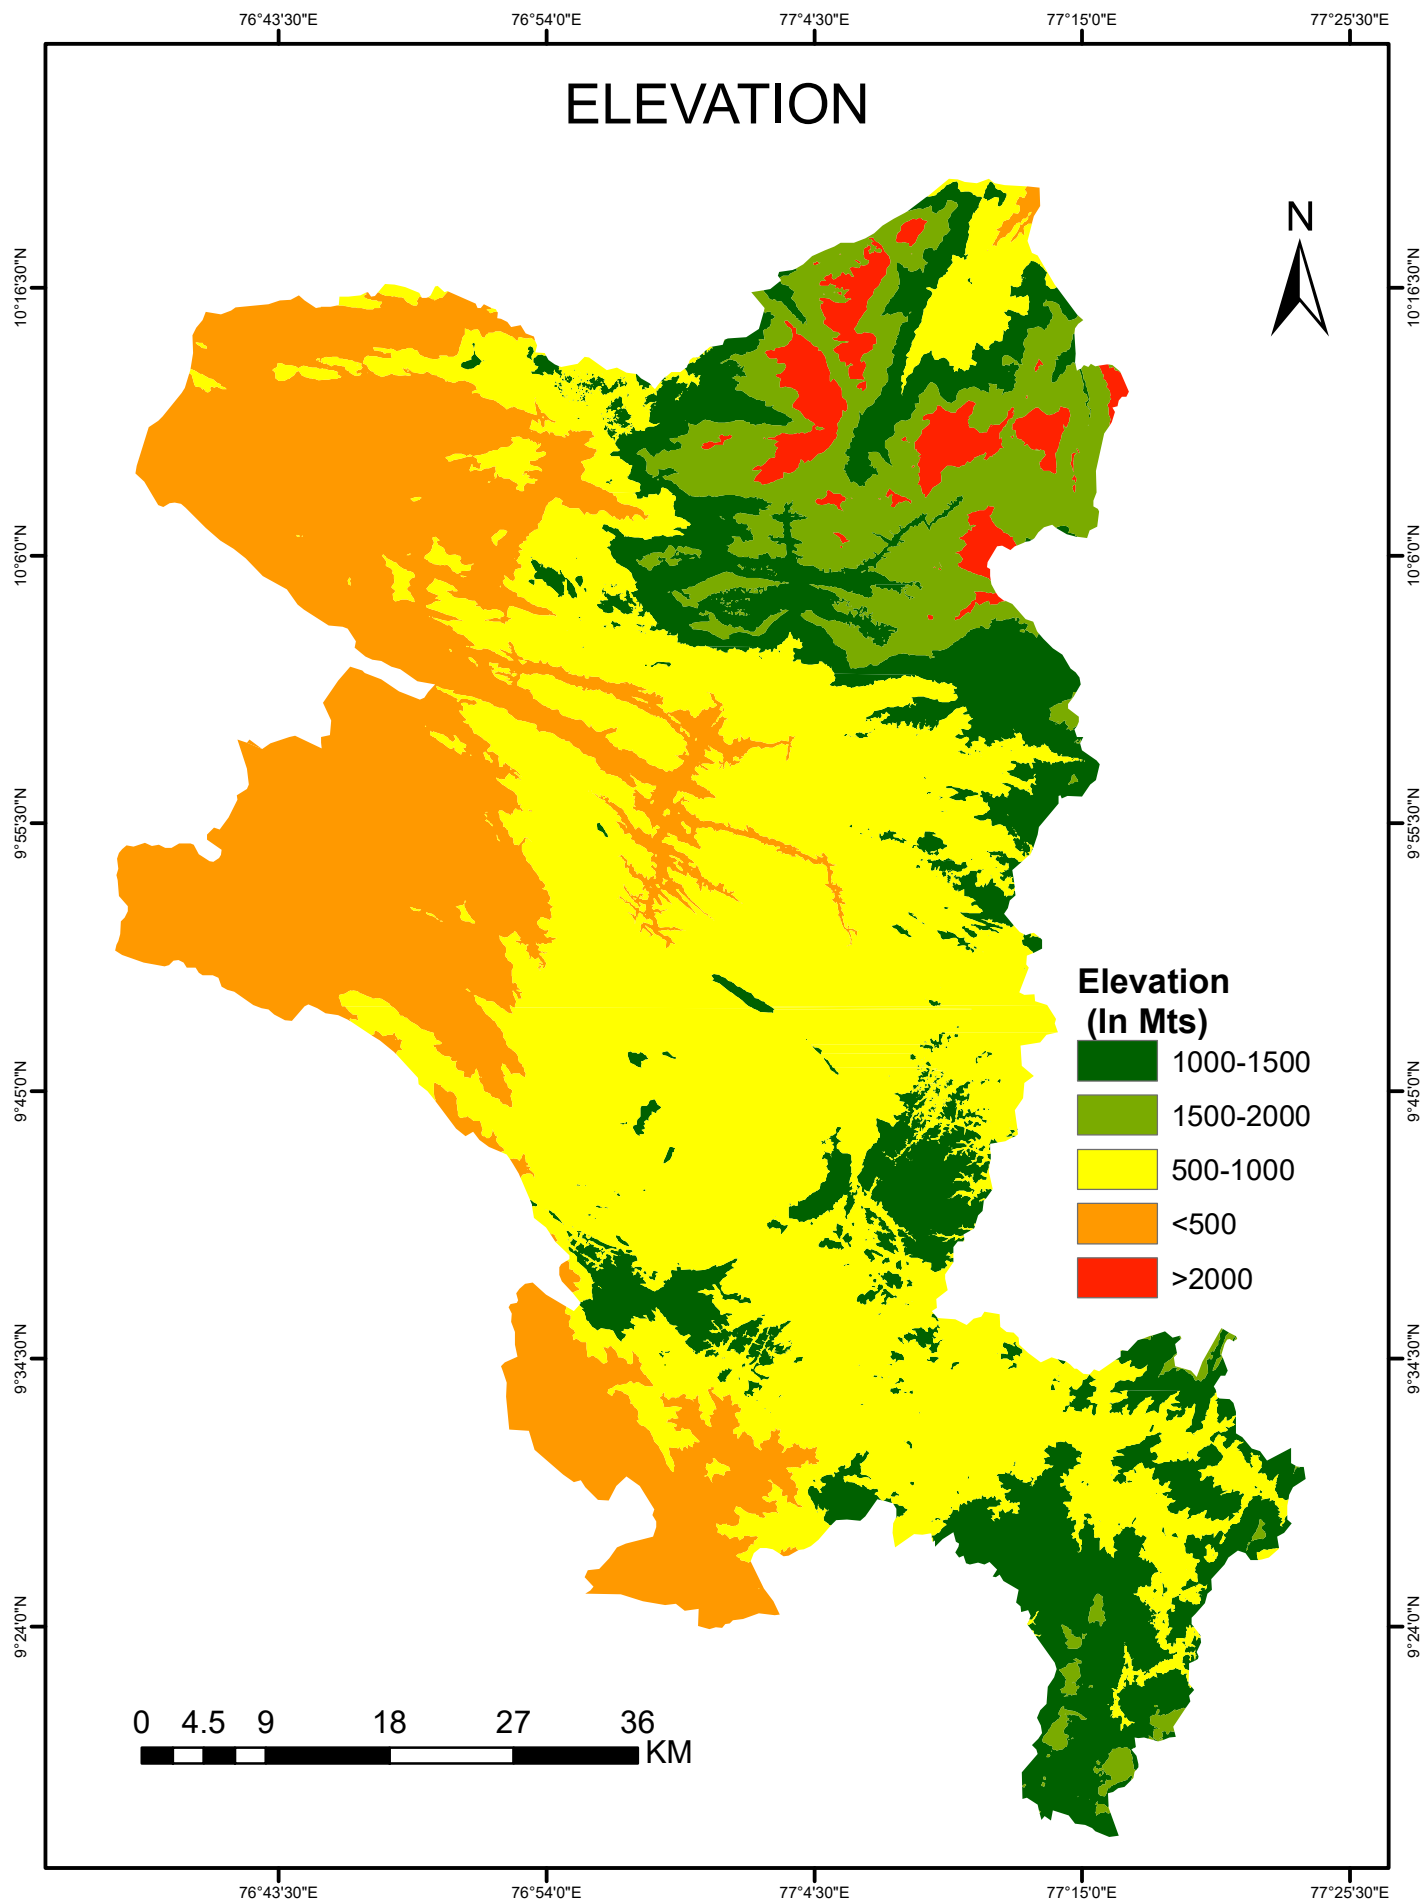 76°43'30"E 76°54'0"E 77°4'30"E 77°15'0"E 77°25'30"E
ELEVATION
N
10°16'30"N 10°16'30"N
10°6'0"N 10°6'0"N
9°55'30"N 9°55'30"N
Elevation
(In Mts)
1000-1500
1500-2000
500-1000
<500
>2000
9°45'0"N 9°45'0"N
9°34'30"N 9°34'30"N
9°24'0"N 9°24'0"N
0 4.5 9 18 27 36
KM
76°43'30"E 76°54'0"E 77°4'30"E 77°15'0"E 77°25'30"E